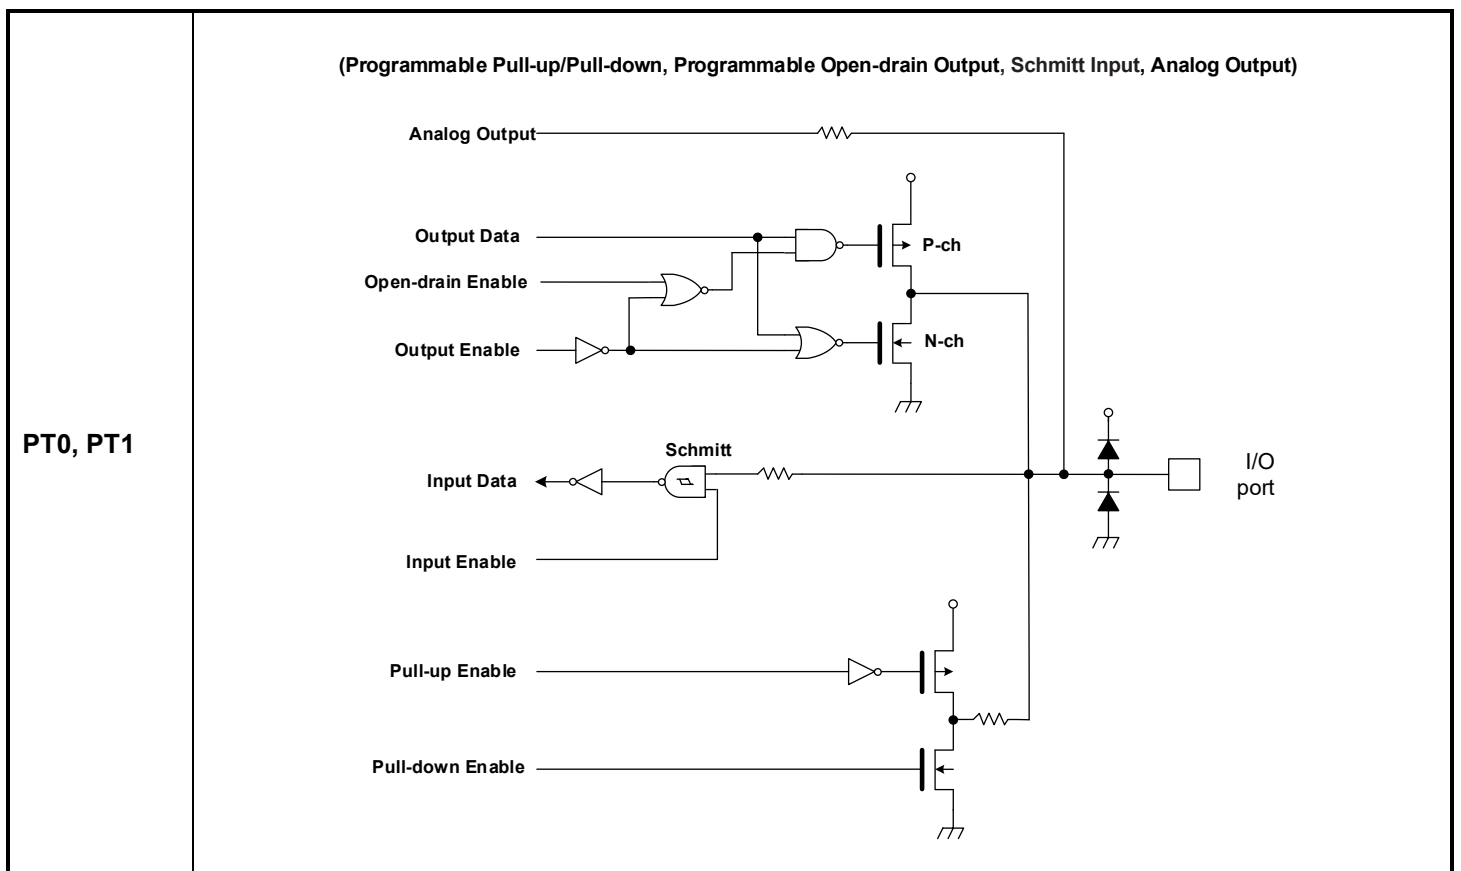 (Programmable Pull-up/Pull-down, Programmable Open-drain Output, Schmitt Input, Analog Output)
Analog Output
Output Data
P-ch
Open-drain Enable
Output Enable
N-ch
PT0, PT1
Schmitt
Input Data
I/O
port
Input Enable
Pull-up Enable
Pull-down Enable